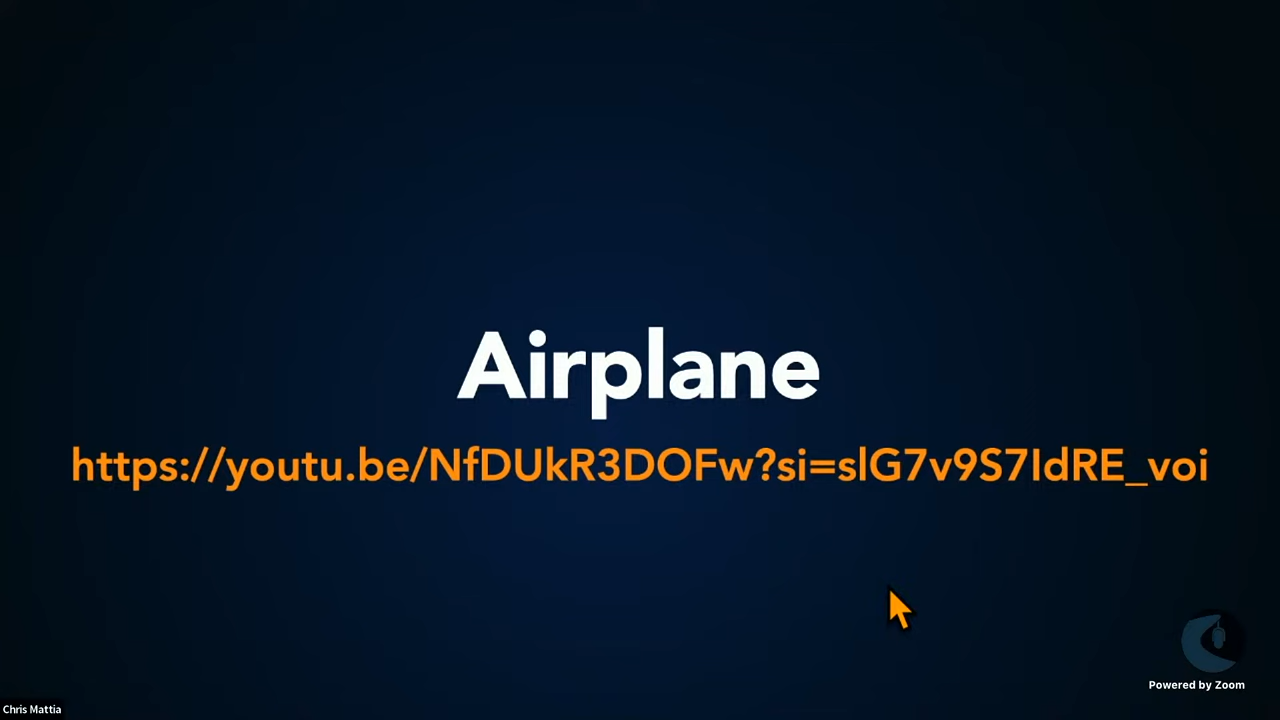 Airplane
https://youtu.be/NfDUkR3DOFw?si=slG7v9S7IdRE_voi
Powered by Zoom
Chris Mattia